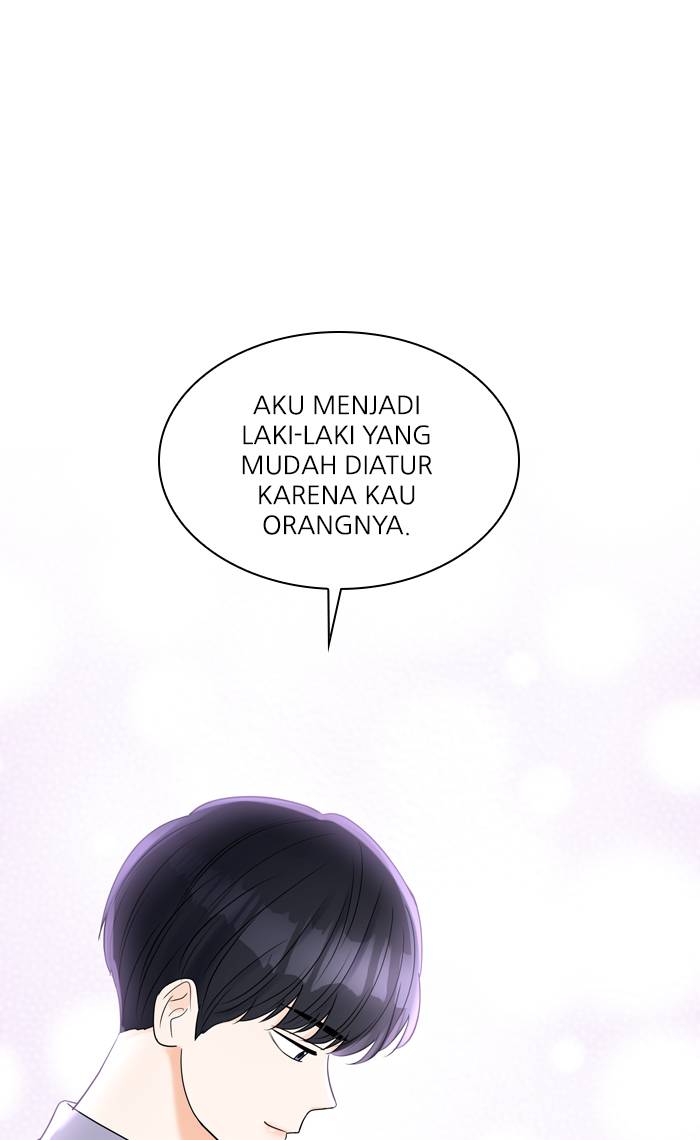 AKU MENJADI
LAKI-LAKI YANG
MUDAH DIATUR
KARENA KAU
ORANGNYA.